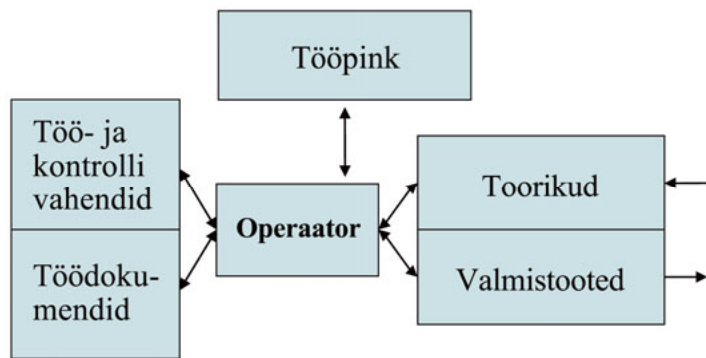 Tööpink
Töö- ja
kontrolli
vahendid
Töödoku-
mendid
Operaator
Toorikud
Valmistooted